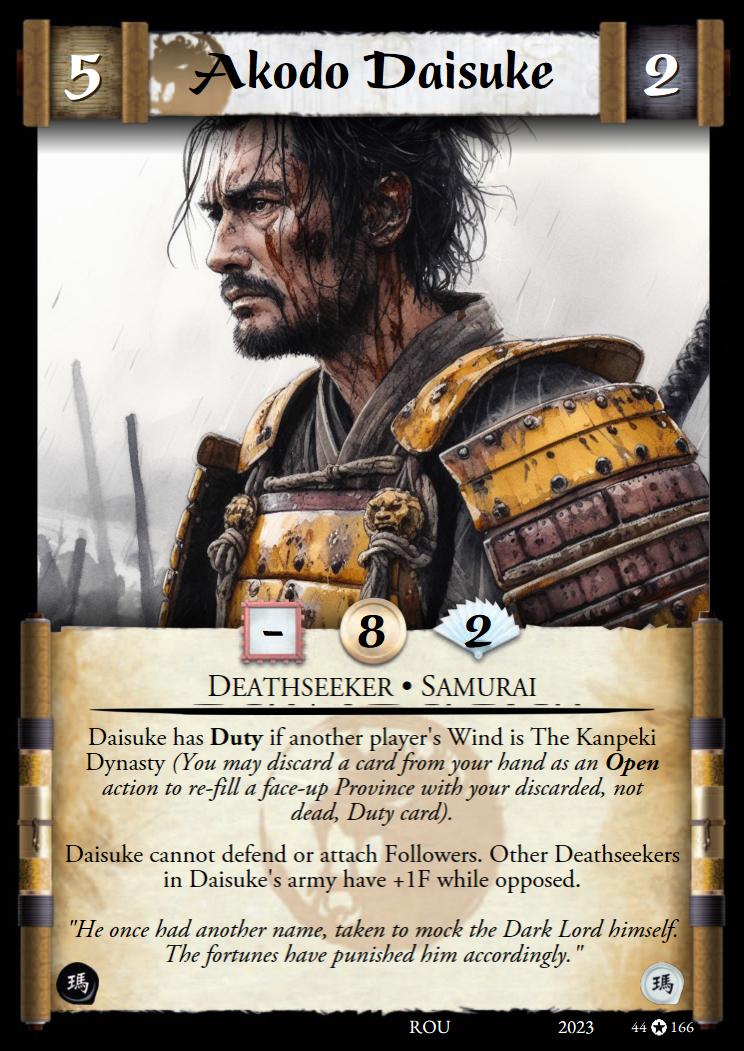 5 Akodo Daisuke 2
- 8 2
DEATHSEEKER • SAMURAI
Daisuke has Duty if another player's Wind is The Kanpeki
Dynasty (You may discard a card from your hand as an Open
action to re-fill a face-up Province with your discarded, not
dead, Duty card).
Daisuke cannot defend or attach Followers. Other Deathseekers
in Daisuke's army have +1F while opposed.
"He once had another name, taken to mock the Dark Lord himself.
The fortunes have punished him accordingly."
瑪 瑪
ROU 2023 44 ✪ 166